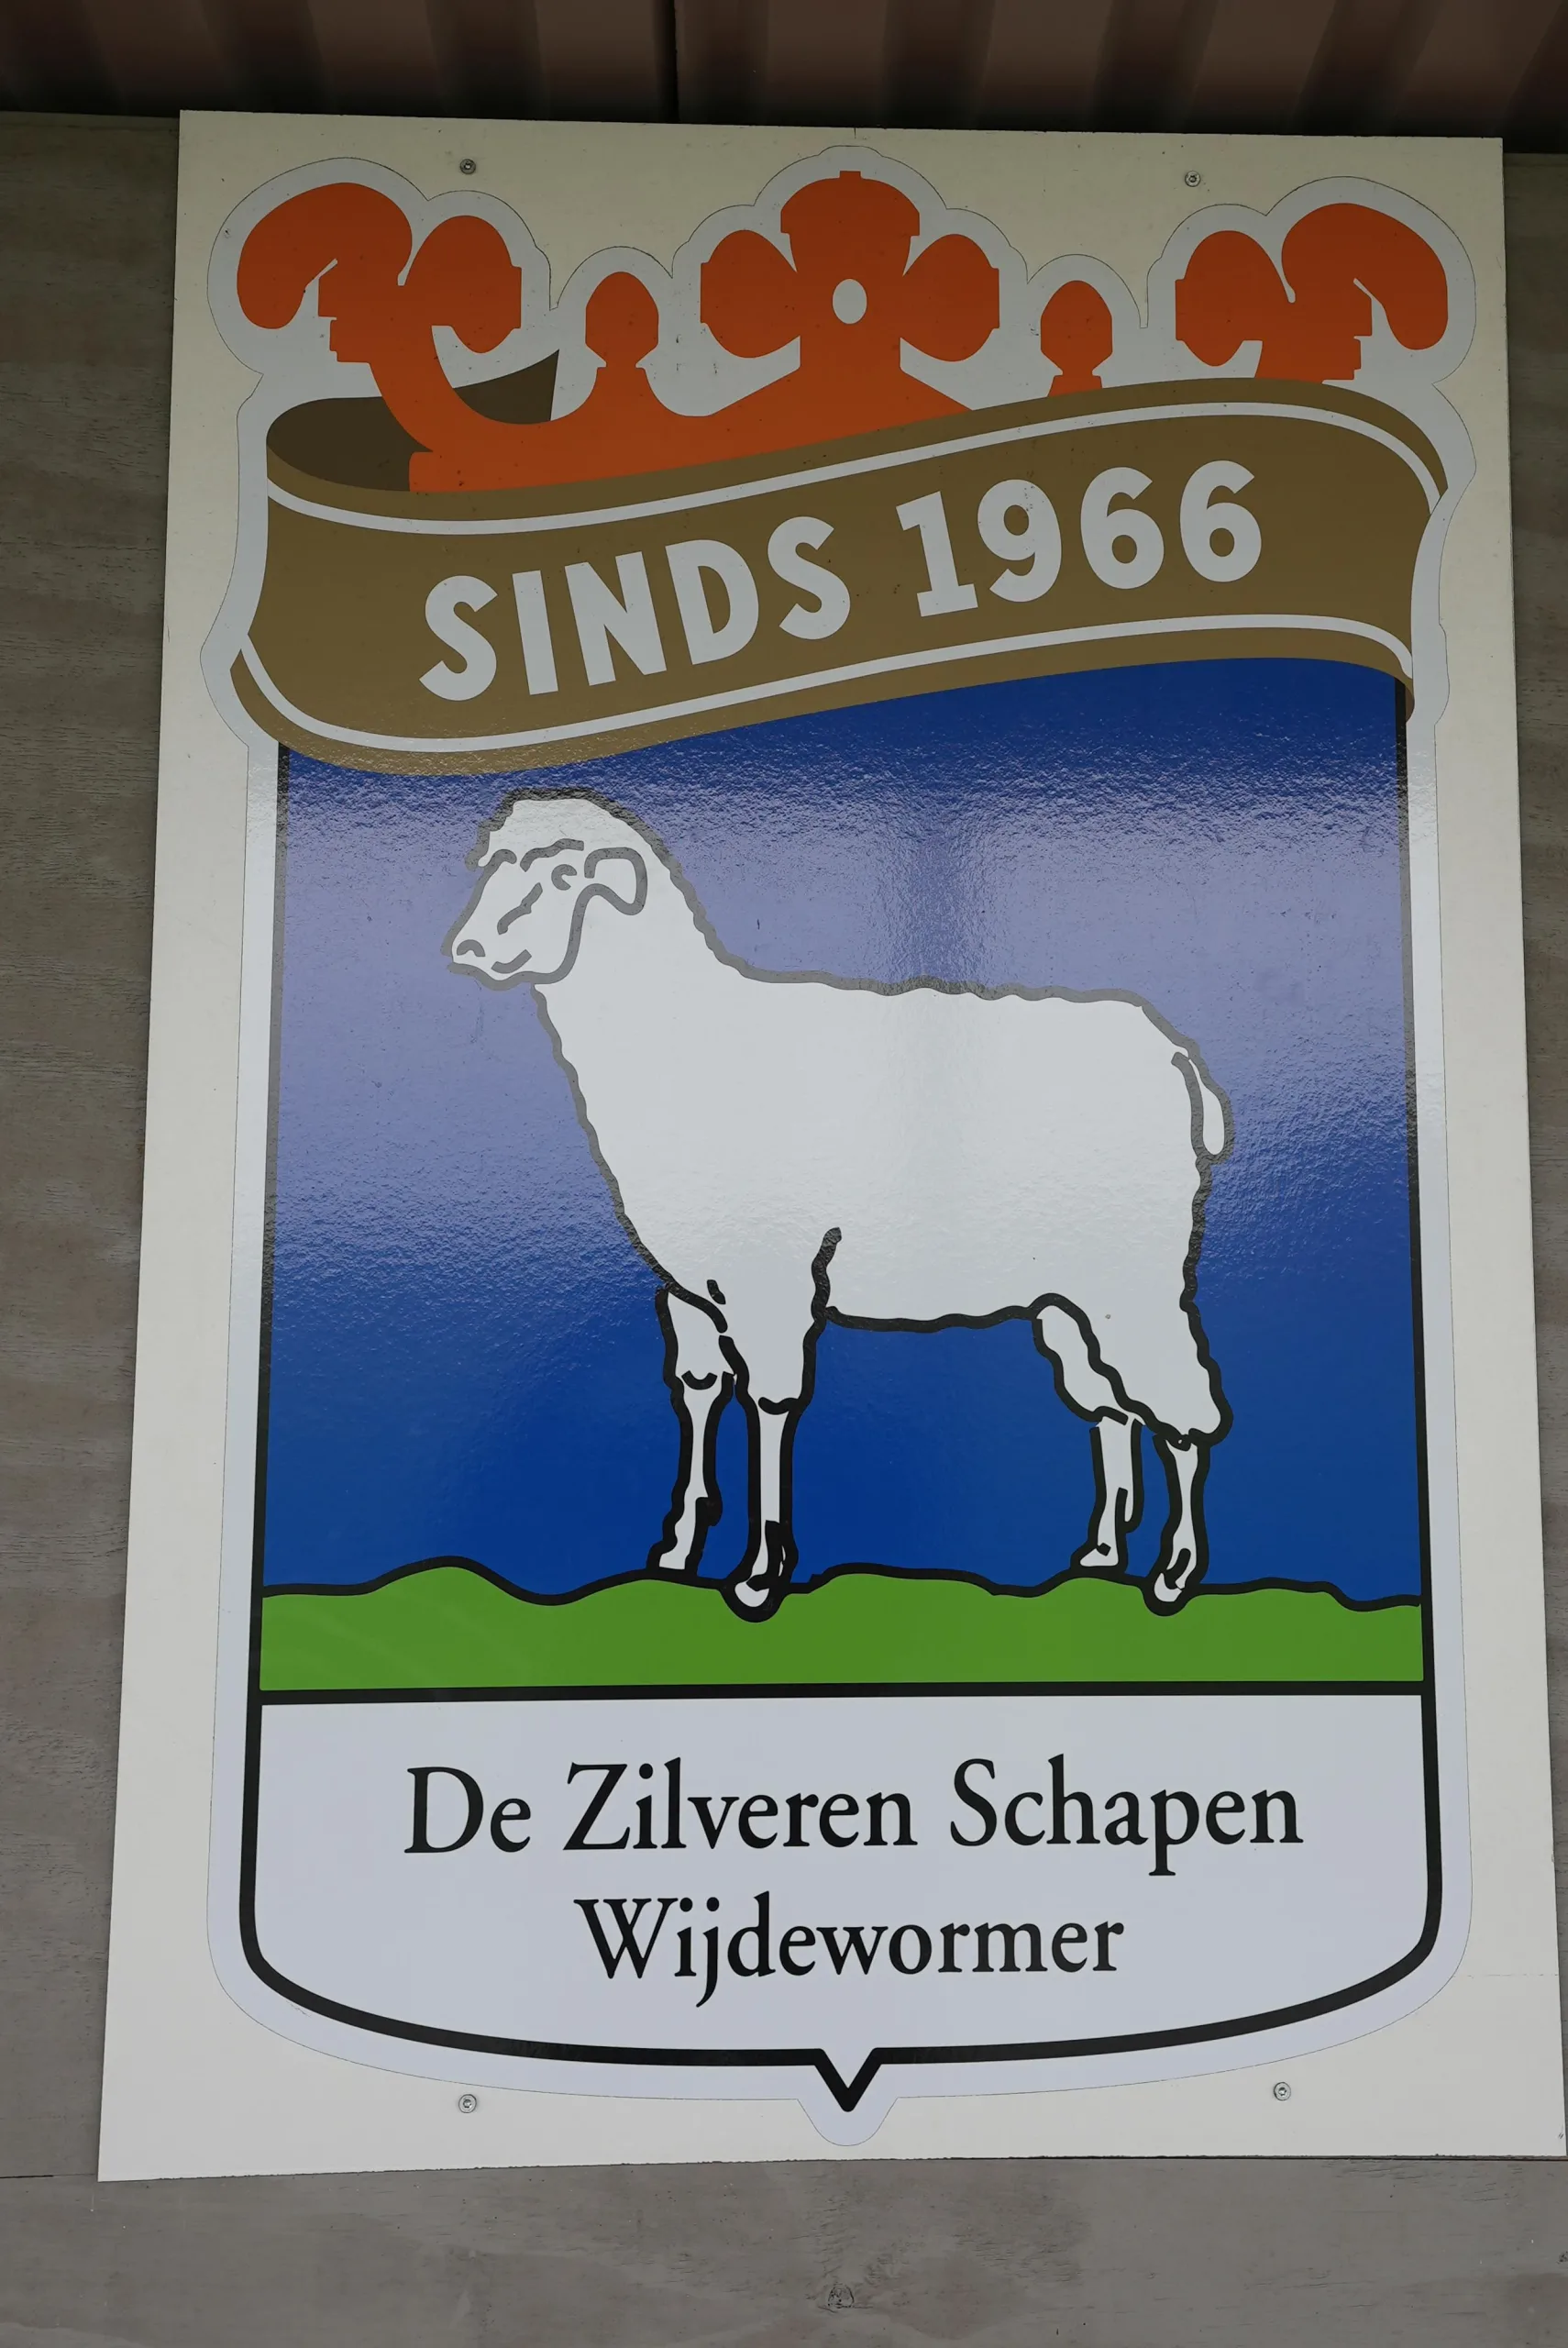 SINDS 1966
De Zilveren Schapen
Wijdewormer